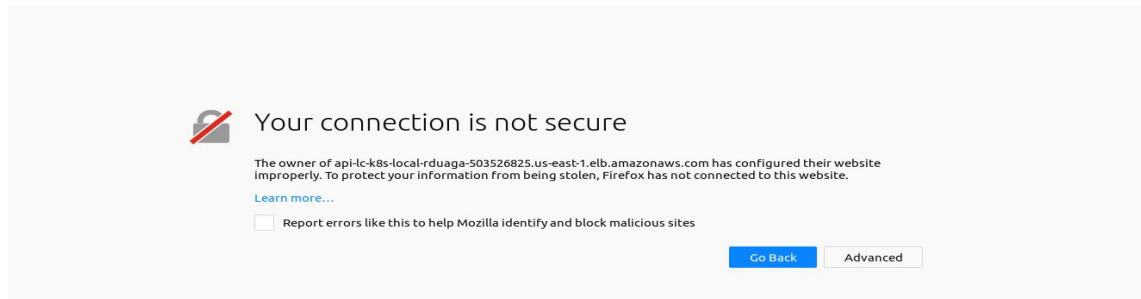 Your connection is not secure
The owner of api-lc-k8s-local-rduaga-503526825.us-east-1.elb.amazonaws.com has configured their website
improperly. To protect your information from being stolen, Firefox has not connected to this website.
Learn more…
Report errors like this to help Mozilla identify and block malicious sites
Go Back Advanced